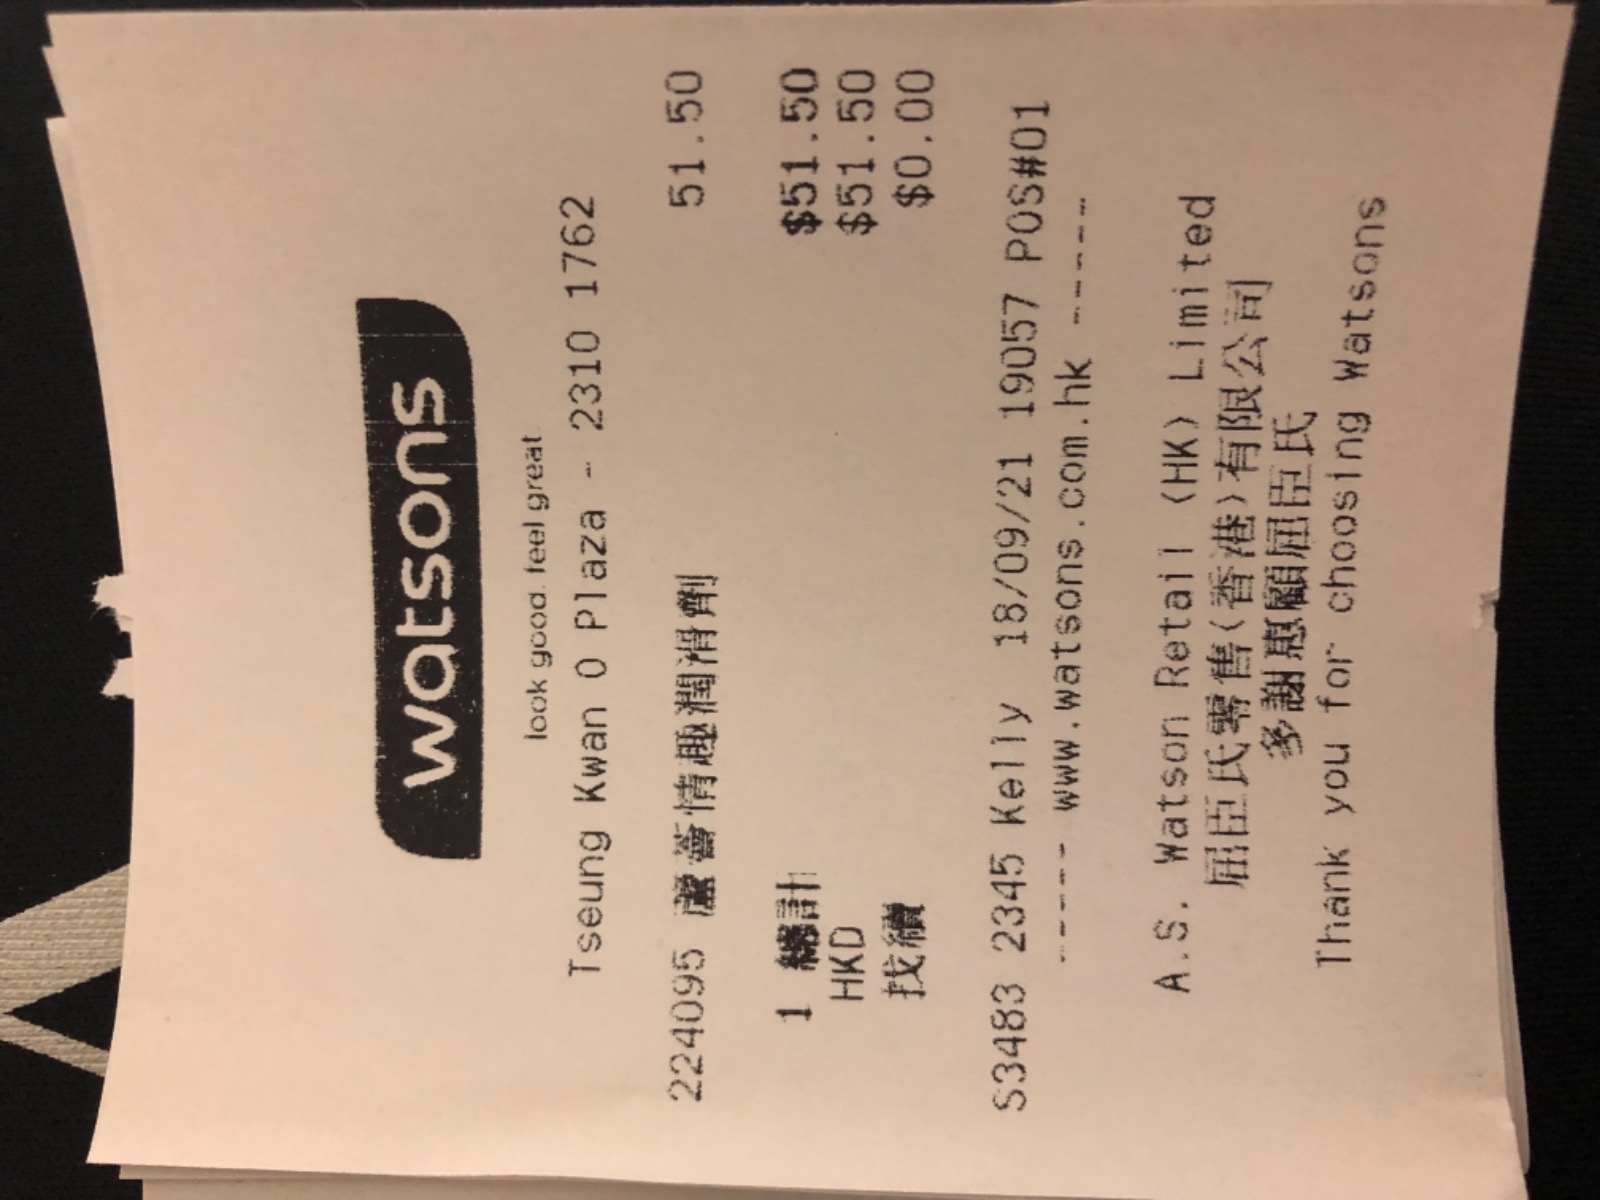 watsons
look good. feel great
Tseung Kwan O Plaza - 2310 1762
224095 蘆薈情趣潤滑劑 51.50
1 總計 $51.50
HKD $51.50
找續 $0.00
S3483 2345 Kelly 18/09/21 19057 POS#01
---- www.watsons.com.hk -----
A.S. Watson Retail (HK) Limited
屈臣氏零售(香港)有限公司
多謝惠顧屈臣氏
Thank you for choosing Watsons